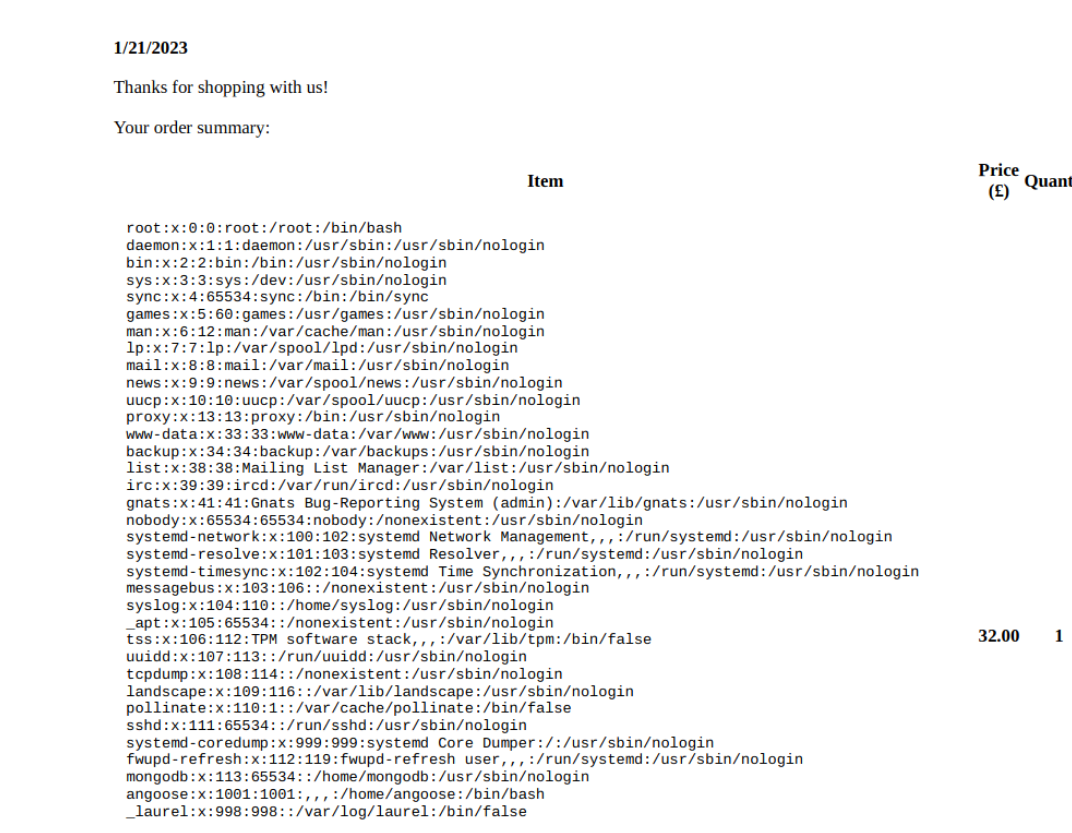 1/21/2023
Thanks for shopping with us!
Your order summary:
Item Price (£) Quant
root:x:0:0:root:/root:/bin/bash
daemon:x:1:1:daemon:/usr/sbin:/usr/sbin/nologin
bin:x:2:2:bin:/bin:/usr/sbin/nologin
sys:x:3:3:sys:/dev:/usr/sbin/nologin
sync:x:4:65534:sync:/bin:/bin/sync
games:x:5:60:games:/usr/games:/usr/sbin/nologin
man:x:6:12:man:/var/cache/man:/usr/sbin/nologin
lp:x:7:7:lp:/var/spool/lpd:/usr/sbin/nologin
mail:x:8:8:mail:/var/mail:/usr/sbin/nologin
news:x:9:9:news:/var/spool/news:/usr/sbin/nologin
uucp:x:10:10:uucp:/var/spool/uucp:/usr/sbin/nologin
proxy:x:13:13:proxy:/bin:/usr/sbin/nologin
www-data:x:33:33:www-data:/var/www:/usr/sbin/nologin
backup:x:34:34:backup:/var/backups:/usr/sbin/nologin
list:x:38:38:Mailing List Manager:/var/list:/usr/sbin/nologin
irc:x:39:39:ircd:/var/run/ircd:/usr/sbin/nologin
gnats:x:41:41:Gnats Bug-Reporting System (admin):/var/lib/gnats:/usr/sbin/nologin
nobody:x:65534:65534:nobody:/nonexistent:/usr/sbin/nologin
systemd-network:x:100:102:systemd Network Management,,,:/run/systemd:/usr/sbin/nologin
systemd-resolve:x:101:103:systemd Resolver,,,:/run/systemd:/usr/sbin/nologin
systemd-timesync:x:102:104:systemd Time Synchronization,,,:/run/systemd:/usr/sbin/nologin
messagebus:x:103:106::/nonexistent:/usr/sbin/nologin
syslog:x:104:110::/home/syslog:/usr/sbin/nologin
_apt:x:105:65534::/nonexistent:/usr/sbin/nologin
tss:x:106:112:TPM software stack,,,:/var/lib/tpm:/bin/false 32.00 1
uuidd:x:107:113::/run/uuidd:/usr/sbin/nologin
tcpdump:x:108:114::/nonexistent:/usr/sbin/nologin
landscape:x:109:116::/var/lib/landscape:/usr/sbin/nologin
pollinate:x:110:1::/var/cache/pollinate:/bin/false
sshd:x:111:65534::/run/sshd:/usr/sbin/nologin
systemd-coredump:x:999:999:systemd Core Dumper:/:/usr/sbin/nologin
fwupd-refresh:x:112:119:fwupd-refresh user,,,:/run/systemd:/usr/sbin/nologin
mongodb:x:113:65534::/home/mongodb:/usr/sbin/nologin
angoose:x:1001:1001:,,,:/home/angoose:/bin/bash
_laurel:x:998:998::/var/log/laurel:/bin/false